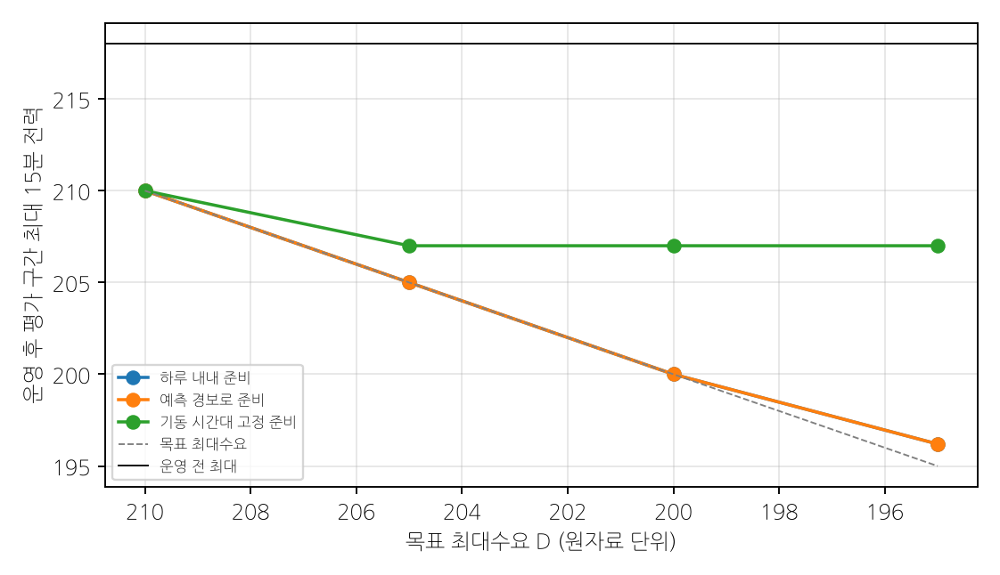 운영 후 평가 구간 최대 15분 전력
215
210
205
200
195
하루 내내 준비
예측 경보로 준비
기동 시간대 고정 준비
목표 최대수요
운영 전 최대
210 208 206 204 202 200 198 196
목표 최대수요 D (원자료 단위)